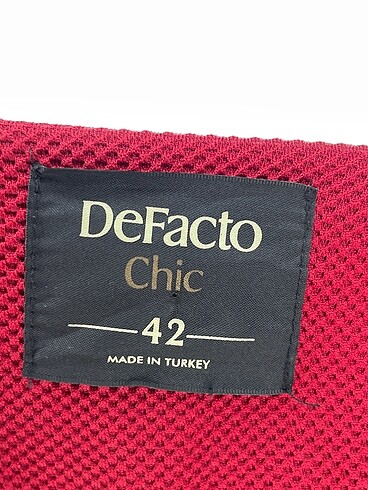 DeFacto
Chic
42
MADE IN TURKEY